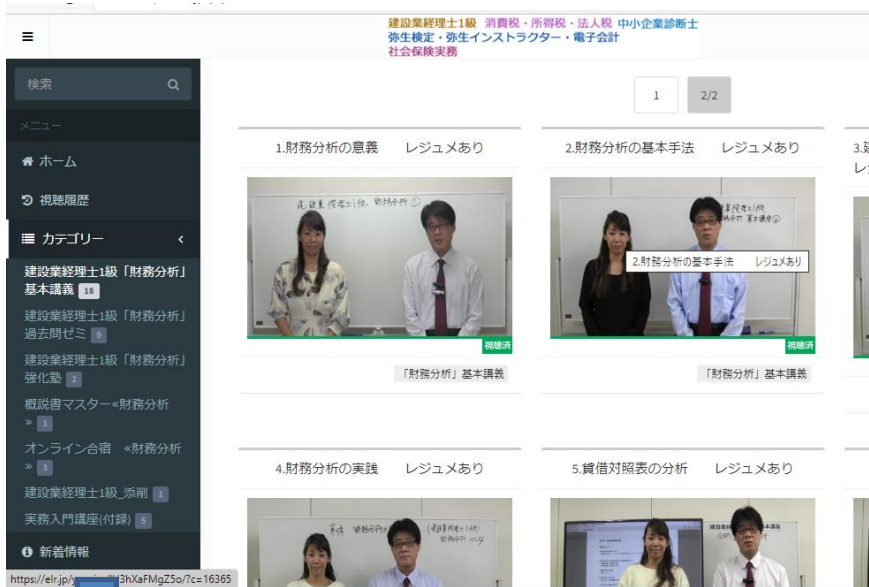 建設業経理士1級 消費税・所得税・法人税 中小企業診断士
弥生検定・弥生インストラクター・電子会計
社会保険実務
検索
メニュー
ホーム
視聴履歴
カテゴリー
建設業経理士1級「財務分析」
基本講義 18
建設業経理士1級「財務分析」
過去問ゼミ 9
建設業経理士1級「財務分析」
強化塾 2
概説書マスター«財務分析
» 1
オンライン合宿 «財務分析
» 3
建設業経理士1級_添削 1
実務入門講座(付録) 5
新着情報
1 2/2
1.財務分析の意義 レジュメあり
建設業経理士1級 財務分析①
視聴済
「財務分析」基本講義
2.財務分析の基本手法 レジュメあり
2.財務分析の基本手法 レジュメあり
視聴済
「財務分析」基本講義
4.財務分析の実践 レジュメあり
5.貸借対照表の分析 レジュメあり